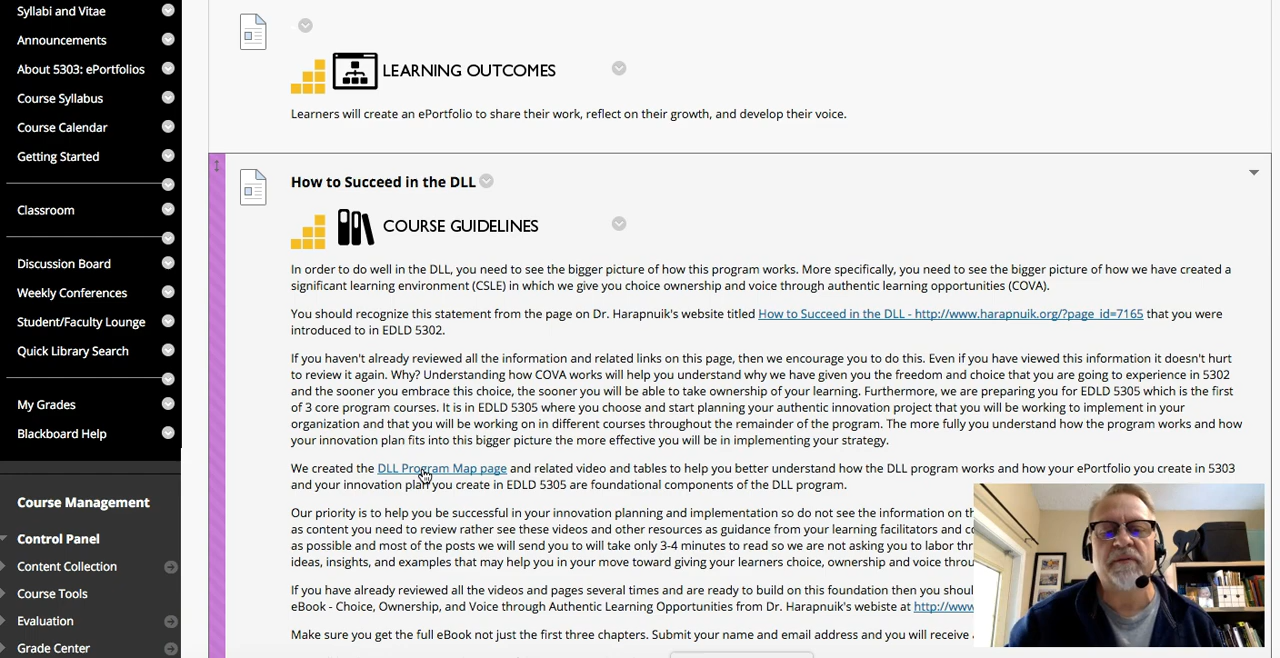 Syllabi and Vitae
Announcements
About 5303: ePortfolios
Course Syllabus
Course Calendar
Getting Started
Classroom
Discussion Board
Weekly Conferences
Student/Faculty Lounge
Quick Library Search
My Grades
Blackboard Help
Course Management
Control Panel
Content Collection
Course Tools
Evaluation
Grade Center
LEARNING OUTCOMES
Learners will create an ePortfolio to share their work, reflect on their growth, and develop their voice.
How to Succeed in the DLL
COURSE GUIDELINES
In order to do well in the DLL, you need to see the bigger picture of how this program works. More specifically, you need to see the bigger picture of how we have created a
significant learning environment (CSLE) in which we give you choice ownership and voice through authentic learning opportunities (COVA).
You should recognize this statement from the page on Dr. Harapnuik's website titled How to Succeed in the DLL - http://www.harapnuik.org/?page_id=7165 that you were
introduced to in EDLD 5302.
If you haven't already reviewed all the information and related links on this page, then we encourage you to do this. Even if you have viewed this information it doesn't hurt
to review it again. Why? Understanding how COVA works will help you understand why we have given you the freedom and choice that you are going to experience in 5302
and the sooner you embrace this choice, the sooner you will be able to take ownership of your learning. Furthermore, we are preparing you for EDLD 5305 which is the first
of 3 core program courses. It is in EDLD 5305 where you choose and start planning your authentic innovation project that you will be working to implement in your
organization and that you will be working on in different courses throughout the remainder of the program. The more fully you understand how the program works and how
your innovation plan fits into this bigger picture the more effective you will be in implementing your strategy.
We created the DLL Program Map page and related video and tables to help you better understand how the DLL program works and how your ePortfolio you create in 5303
and your innovation plan you create in EDLD 5305 are foundational components of the DLL program.
Our priority is to help you be successful in your innovation planning and implementation so do not see the information on th
as content you need to review rather see these videos and other resources as guidance from your learning facilitators and co
as possible and most of the posts we will send you to will take only 3-4 minutes to read so we are not asking you to labor thr
ideas, insights, and examples that may help you in your move toward giving your learners choice, ownership and voice throu
If you have already reviewed all the videos and pages several times and are ready to build on this foundation then you shoul
eBook - Choice, Ownership, and Voice through Authentic Learning Opportunities from Dr. Harapnuik's webiste at http://www
Make sure you get the full eBook not just the first three chapters. Submit your name and email address and you will receive